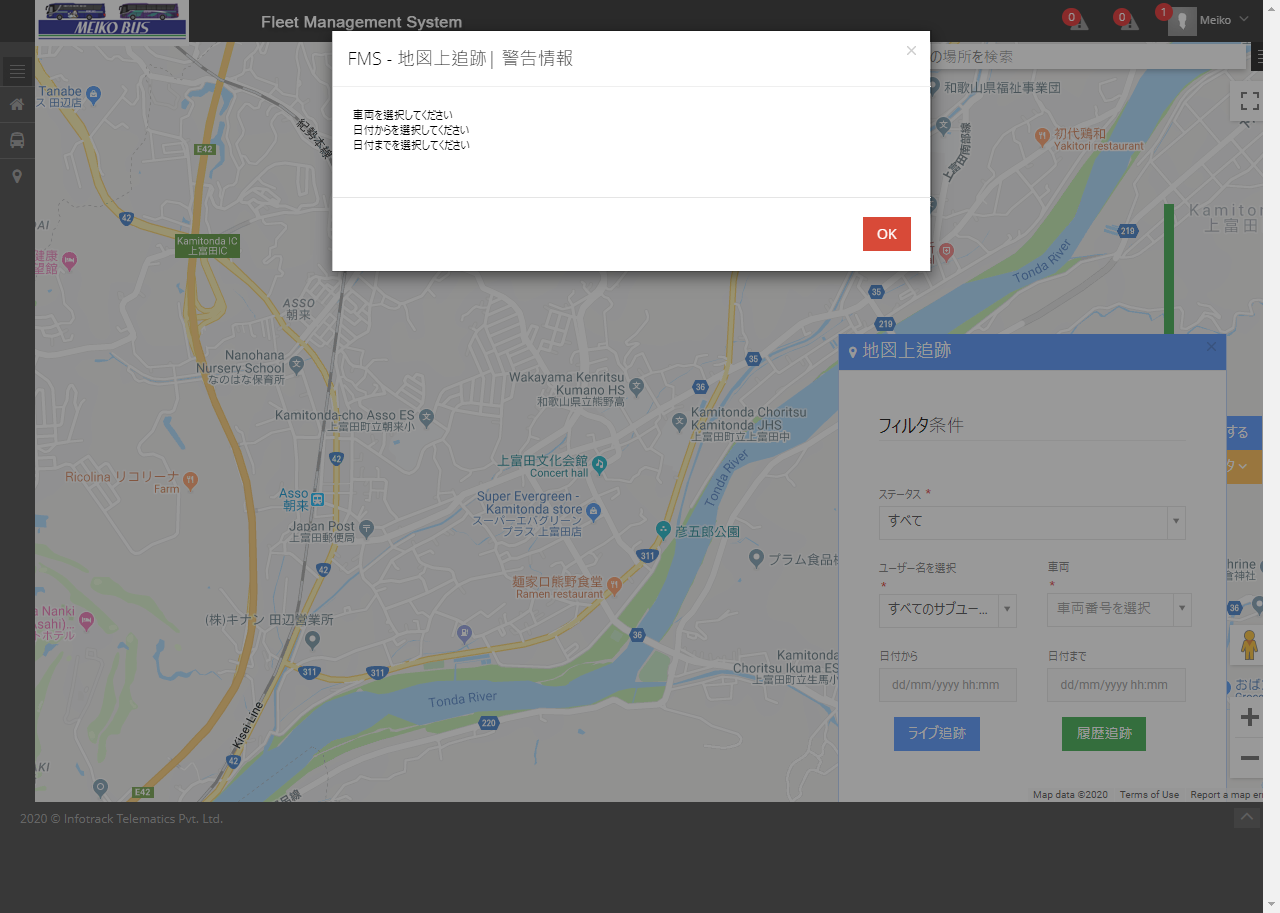 MEIKO BUS
Fleet Management System
0
0
1
Meiko
FMS - 地図上追跡| 警告情報
×
車両を選択してください
日付からを選択してください
日付までを選択してください
OK
の場所を検索
Tanabe
ス 田辺店
紀勢本線
E42
42
Kamitonda IC
上富田IC
和歌山県福祉事業団
初代鶏和
Yakitori restaurant
上富田南部線
Kamiton
上富田
219
Tonda River
35
219
ASSO
朝来
Nanohana
Nursery School
なのはな保育所
Wakayama Kenritsu
Kumano HS
和歌山県立熊野高
35
36
Kamitonda-cho Asso ES
上富田町立朝来小
Kamitonda Choritsu
Kamitonda JHS
上富田町立上富田中
42
上富田文化会館
Concert hall
Tonda River
Ricolina リコリーナ
Farm
Asso
朝来
Super Evergreen -
Kamitonda store
スーパーエバグリーン
プラス 上富田店
Japan Post
上富田郵便局
彦五郎公園
311
プラム食品
42
麺家口熊野食堂
Ramen restaurant
a Nanki
Asahi)...
トホテル
(株)キナン 田辺営業所
36
311
311
Kamitonda
Choritsu Ikuma ES
上富田町立生馬小
Tonda River
220
Kisei Line
42
E42
地図上追跡
×
フィルタ条件
する
タ
ステータス *
すべて
ユーザー名を選択
*
車両
*
すべてのサブユー...
車両番号を選択
hrine
倉神社
36
日付から
日付まで
dd/mm/yyyy hh:mm
dd/mm/yyyy hh:mm
おば
ライブ追跡
履歴追跡
Map data ©2020
Terms of Use
Report a map er
2020 © Infotrack Telematics Pvt. Ltd.